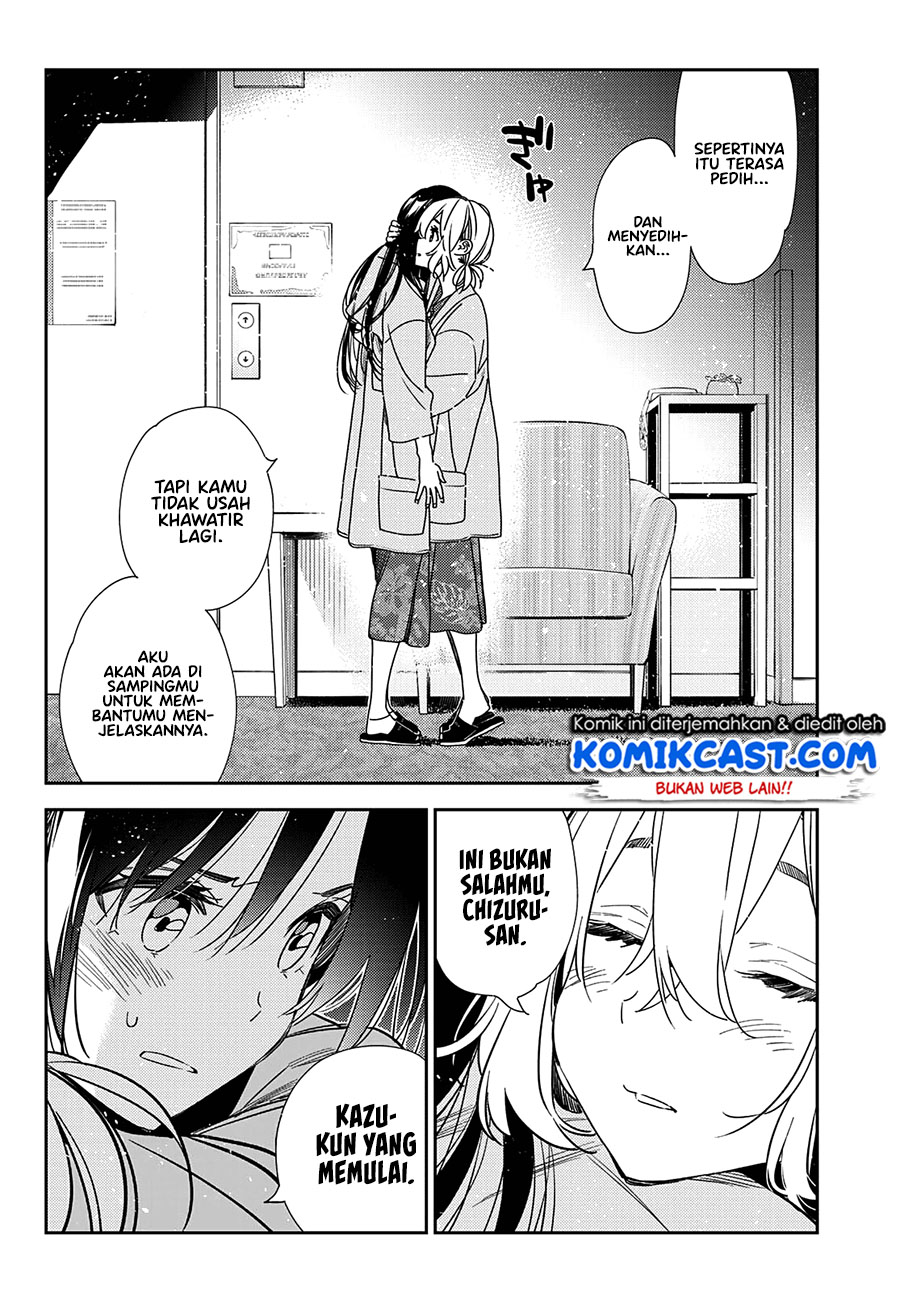 SEPERTINYA
ITU TERASA
PEDIH...
DAN
MENYEDIH-
KAN...
ぎゅ
TAPI KAMU
TIDAK USAH
KHAWATIR
LAGI.
AKU
AKAN ADA DI
SAMPINGMU
UNTUK MEM-
BANTUMU MEN-
JELASKANNYA.
Komik ini diterjemahkan & diedit oleh
KOMIKCAST.COM
BUKAN WEB LAIN!!
INI BUKAN
SALAHMU,
CHIZURU-
SAN.
KAZU-
KUN YANG
MEMULAI.